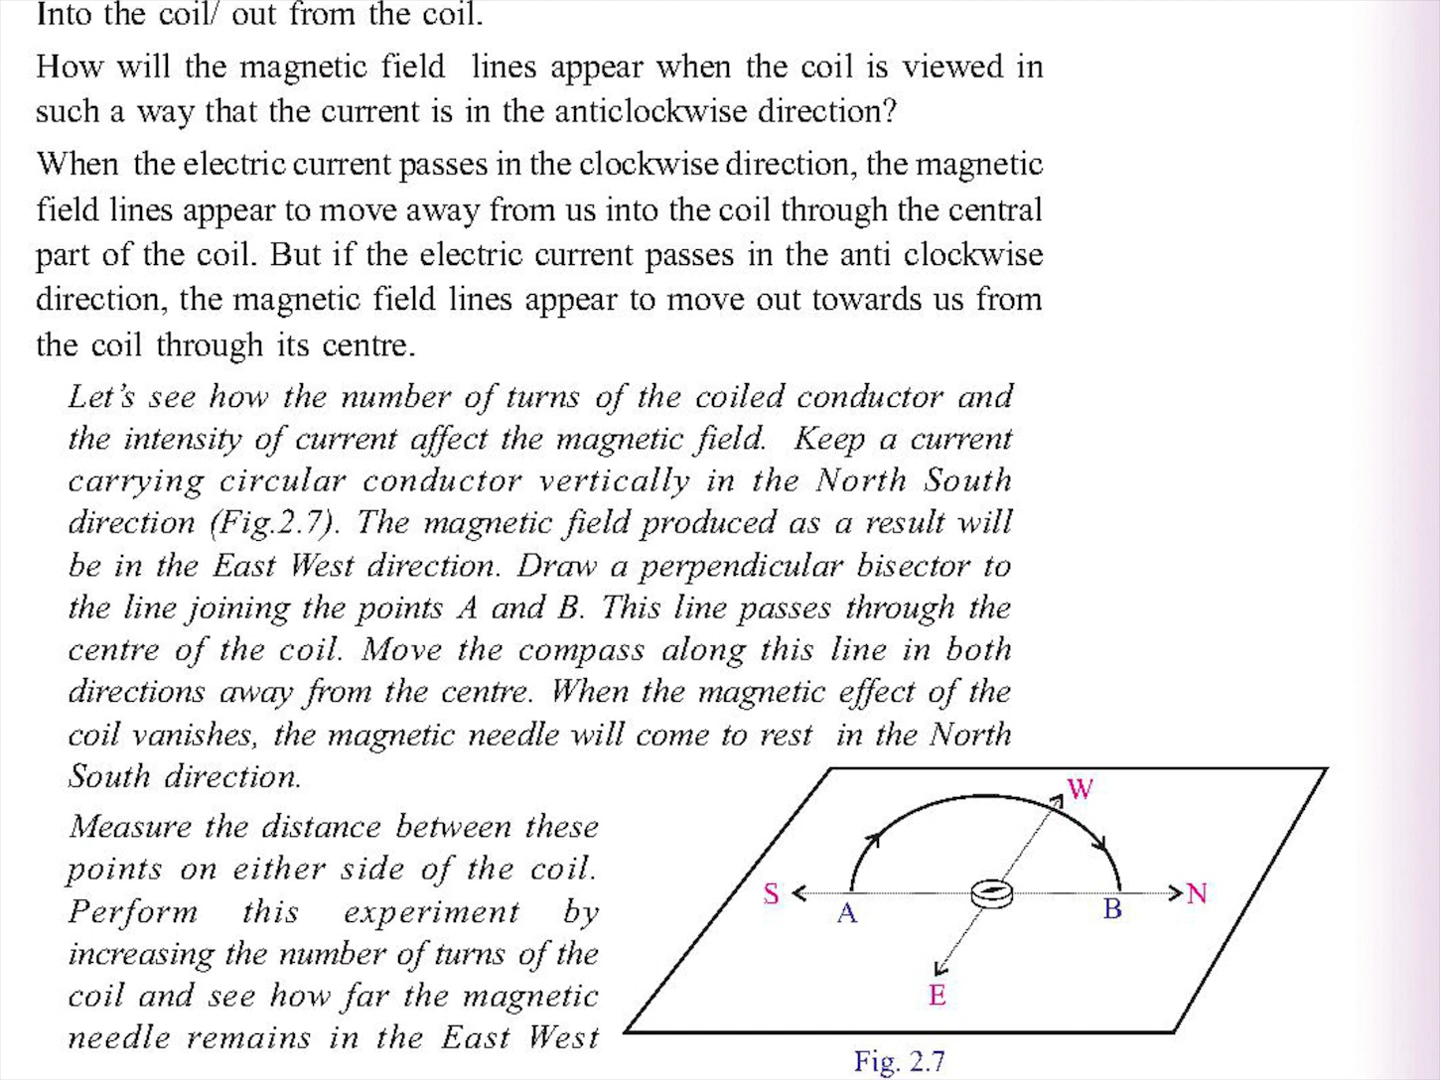 Into the coil/ out from the coil.
How will the magnetic field lines appear when the coil is viewed in
such a way that the current is in the anticlockwise direction?
When the electric current passes in the clockwise direction, the magnetic
field lines appear to move away from us into the coil through the central
part of the coil. But if the electric current passes in the anti clockwise
direction, the magnetic field lines appear to move out towards us from
the coil through its centre.
Let's see how the number of turns of the coiled conductor and
the intensity of current affect the magnetic field. Keep a current
carrying circular conductor vertically in the North South
direction (Fig.2.7). The magnetic field produced as a result will
be in the East West direction. Draw a perpendicular bisector to
the line joining the points A and B. This line passes through the
centre of the coil. Move the compass along this line in both
directions away from the centre. When the magnetic effect of the
coil vanishes, the magnetic needle will come to rest in the North
South direction.
Measure the distance between these
points on either side of the coil.
Perform this experiment by
increasing the number of turns of the
coil and see how far the magnetic
needle remains in the East West
W
S
N
A
B
E
Fig. 2.7